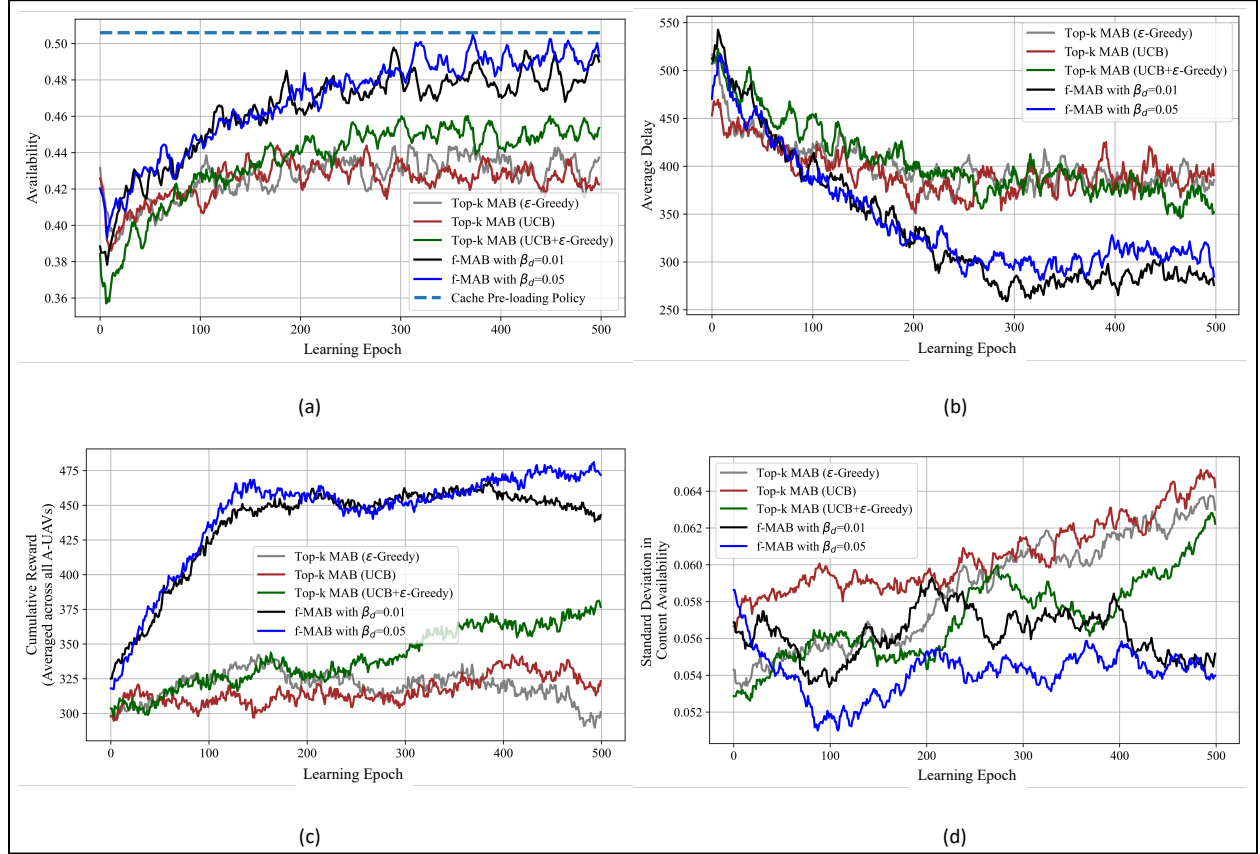 0.50
0.48
0.46
0.44
0.42
0.40
0.38
0.36
Availability
Top-k MAB (ε-Greedy)
Top-k MAB (UCB)
Top-k MAB (UCB+ε-Greedy)
f-MAB with βd=0.01
f-MAB with βd=0.05
Cache Pre-loading Policy
0 100 200 300 400 500
Learning Epoch
(a)
550
500
450
400
350
300
250
Average Delay
Top-k MAB (ε-Greedy)
Top-k MAB (UCB)
Top-k MAB (UCB+ε-Greedy)
f-MAB with βd=0.01
f-MAB with βd=0.05
0 100 200 300 400 500
Learning Epoch
(b)
475
450
425
400
375
350
325
300
Cumulative Reward
(Averaged across all A-UAVs)
Top-k MAB (ε-Greedy)
Top-k MAB (UCB)
Top-k MAB (UCB+ε-Greedy)
f-MAB with βd=0.01
f-MAB with βd=0.05
0 100 200 300 400 500
Learning Epoch
(c)
0.064
0.062
0.060
0.058
0.056
0.054
0.052
Standard Deviation in
Content Availability
Top-k MAB (ε-Greedy)
Top-k MAB (UCB)
Top-k MAB (UCB+ε-Greedy)
f-MAB with βd=0.01
f-MAB with βd=0.05
0 100 200 300 400 500
Learning Epoch
(d)